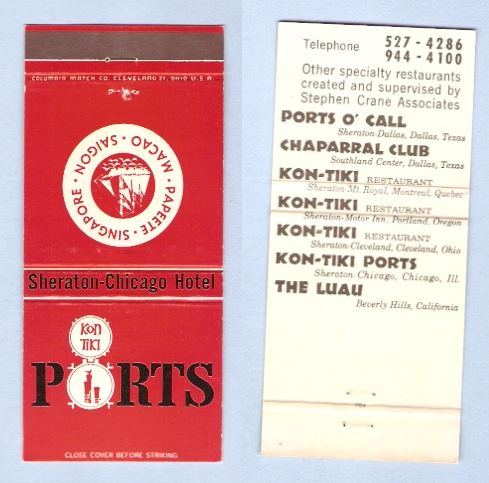 COLUMBIA MATCH CO. CLEVELAND 21, OHIO U.S.A.
PAPEETE · SINGAPORE · SAIGON · MACAO ·
Sheraton-Chicago Hotel
KON
TIKI
PORTS
CLOSE COVER BEFORE STRIKING
Telephone 527-4286
944-4100
Other specialty restaurants
created and supervised by
Stephen Crane Associates
PORTS O' CALL
Sheraton-Dallas, Dallas, Texas
CHAPARRAL CLUB
Southland Center, Dallas, Texas
KON-TIKI RESTAURANT
Sheraton-Mt. Royal, Montreal, Quebec
KON-TIKI RESTAURANT
Sheraton-Motor Inn, Portland, Oregon
KON-TIKI RESTAURANT
Sheraton-Cleveland, Cleveland, Ohio
KON-TIKI PORTS
Sheraton-Chicago, Chicago, Ill.
THE LUAU
Beverly Hills, California